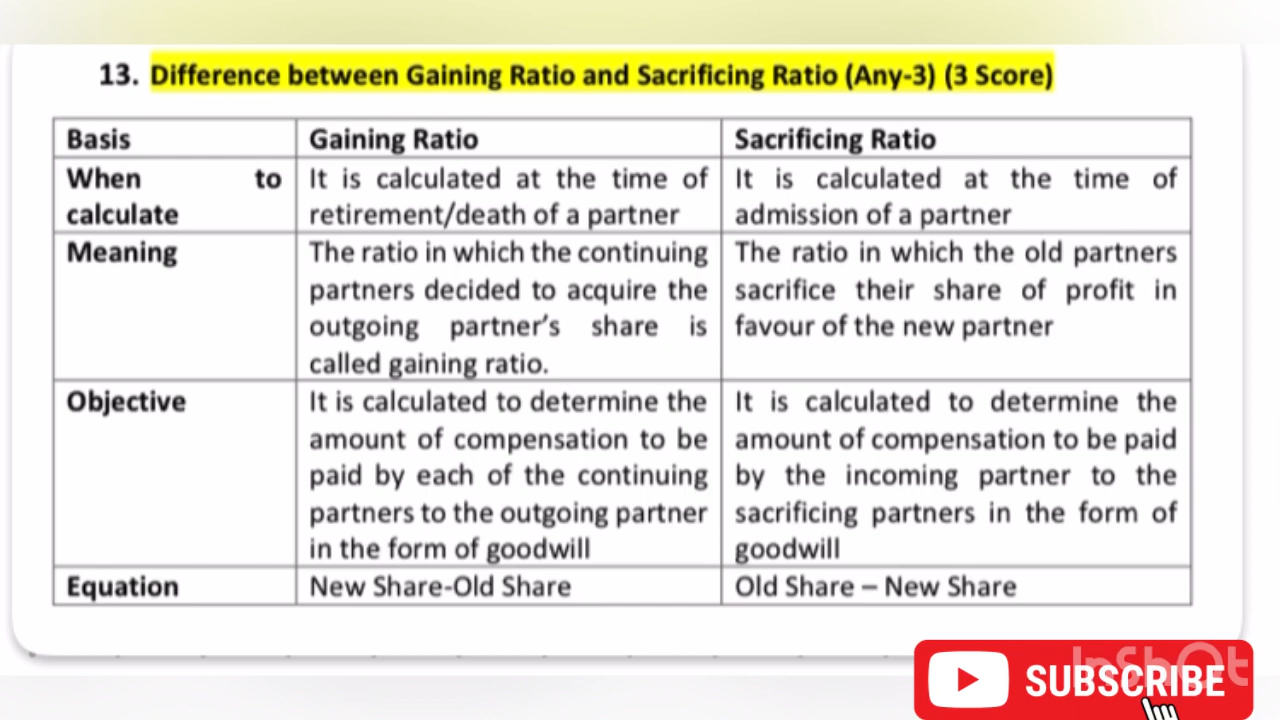 13. Difference between Gaining Ratio and Sacrificing Ratio (Any-3) (3 Score)
Basis
Gaining Ratio
Sacrificing Ratio
When to
calculate
It is calculated at the time of
retirement/death of a partner
It is calculated at the time of
admission of a partner
Meaning
The ratio in which the continuing
partners decided to acquire the
outgoing partner's share is
called gaining ratio.
The ratio in which the old partners
sacrifice their share of profit in
favour of the new partner
Objective
It is calculated to determine the
amount of compensation to be
paid by each of the continuing
partners to the outgoing partner
in the form of goodwill
It is calculated to determine the
amount of compensation to be paid
by the incoming partner to the
sacrificing partners in the form of
goodwill
Equation
New Share-Old Share
Old Share – New Share
InShOt
SUBSCRIBE